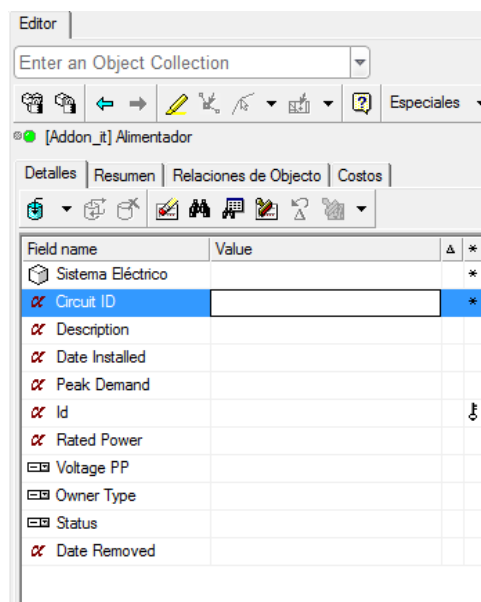 Editor
Enter an Object Collection
Especiales
[Addon_it] Alimentador
Detalles Resumen Relaciones de Objecto Costos
Field name Value Δ *
Sistema Eléctrico *
α Circuit ID *
α Description
α Date Installed
α Peak Demand
α Id
α Rated Power
Voltage PP
Owner Type
Status
α Date Removed